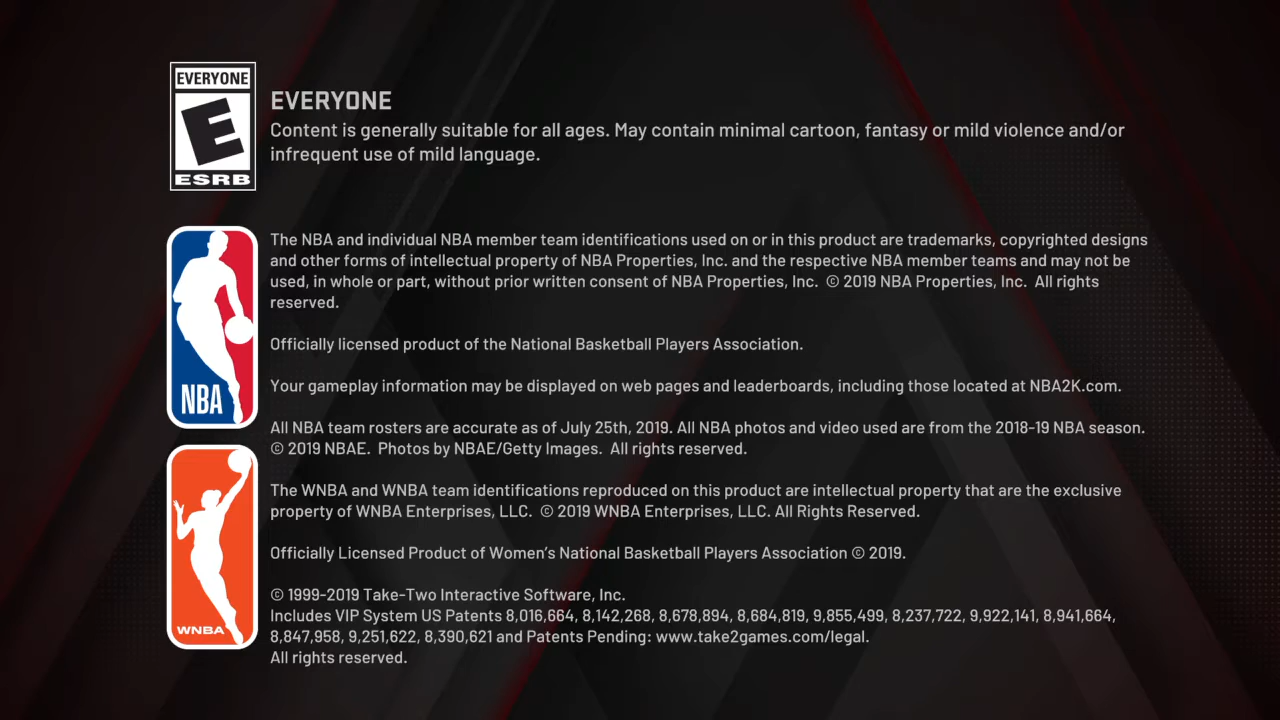 EVERYONE
E
ESRB
EVERYONE
Content is generally suitable for all ages. May contain minimal cartoon, fantasy or mild violence and/or
infrequent use of mild language.
NBA
The NBA and individual NBA member team identifications used on or in this product are trademarks, copyrighted designs
and other forms of intellectual property of NBA Properties, Inc. and the respective NBA member teams and may not be
used, in whole or part, without prior written consent of NBA Properties, Inc. © 2019 NBA Properties, Inc. All rights
reserved.
Officially licensed product of the National Basketball Players Association.
Your gameplay information may be displayed on web pages and leaderboards, including those located at NBA2K.com.
All NBA team rosters are accurate as of July 25th, 2019. All NBA photos and video used are from the 2018-19 NBA season.
© 2019 NBAE. Photos by NBAE/Getty Images. All rights reserved.
WNBA
The WNBA and WNBA team identifications reproduced on this product are intellectual property that are the exclusive
property of WNBA Enterprises, LLC. © 2019 WNBA Enterprises, LLC. All Rights Reserved.
Officially Licensed Product of Women's National Basketball Players Association © 2019.
© 1999-2019 Take-Two Interactive Software, Inc.
Includes VIP System US Patents 8,016,664, 8,142,268, 8,678,894, 8,684,819, 9,855,499, 8,237,722, 9,922,141, 8,941,664,
8,847,958, 9,251,622, 8,390,621 and Patents Pending: www.take2games.com/legal.
All rights reserved.